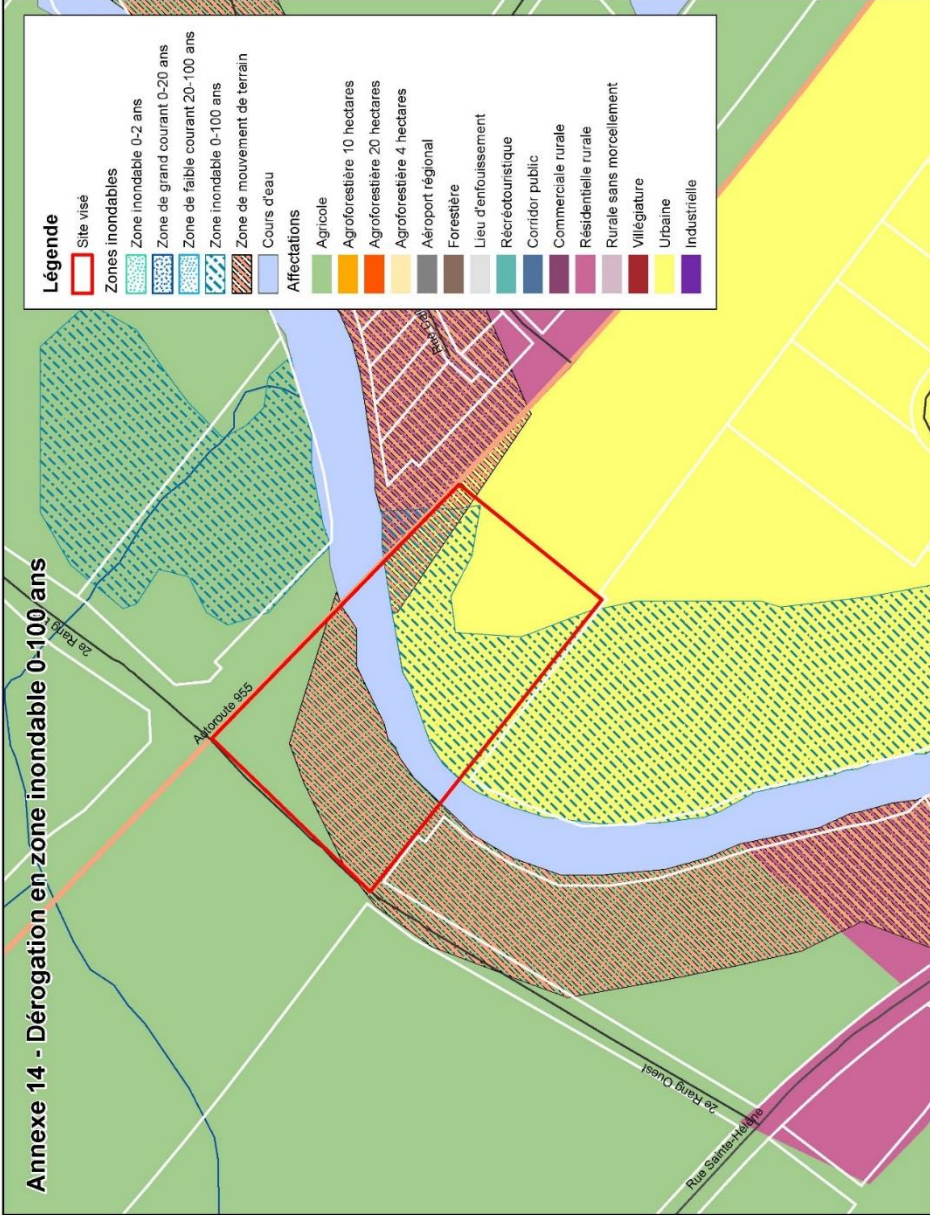 Annexe 14 - Dérogation en zone inondable 0-100 ans
Légende
Site visé
Zones inondables
Zone inondable 0-2 ans
Zone de grand courant 0-20 ans
Zone de faible courant 20-100 ans
Zone inondable 0-100 ans
Zone de mouvement de terrain
Cours d'eau
Affectations
Agricole
Agroforestière 10 hectares
Agroforestière 20 hectares
Agroforestière 4 hectares
Aéroport régional
Forestière
Lieu d'enfouissement
Récréotouristique
Corridor public
Commerciale rurale
Résidentielle rurale
Rurale sans morcellement
Villégiature
Urbaine
Industrielle
2e Rang
Autoroute 955
Rue
2e Rang Ouest
Rue Sainte-Hélène